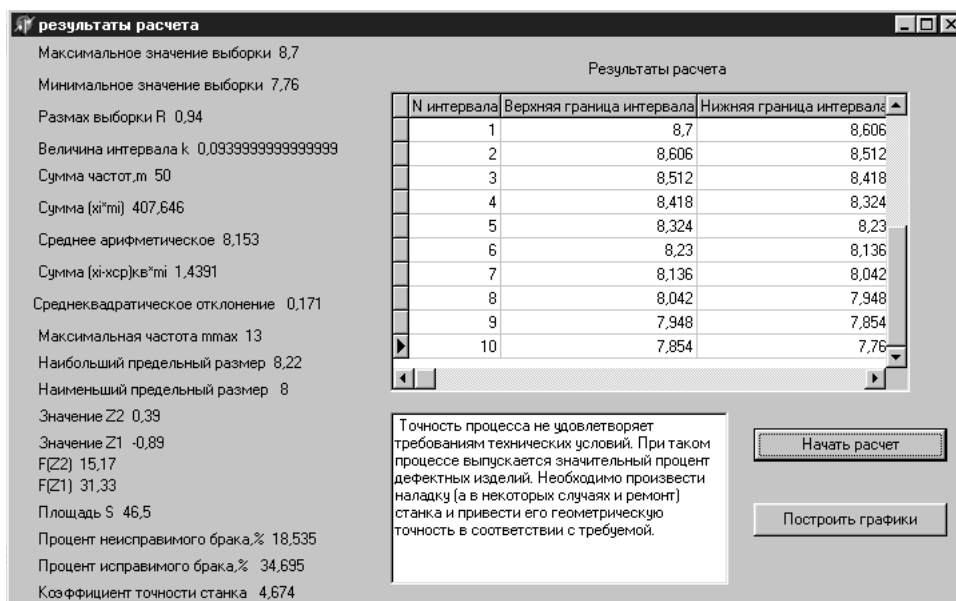 результаты расчета
Максимальное значение выборки 8,7
Минимальное значение выборки 7,76
Размах выборки R 0,94
Величина интервала k 0,0939999999999999
Сумма частот,m 50
Сумма (xi*mi) 407,646
Среднее арифметическое 8,153
Сумма (xi-xcp)кв*mi 1,4391
Среднеквадратическое отклонение 0,171
Максимальная частота mmax 13
Наибольший предельный размер 8,22
Наименьший предельный размер 8
Значение Z2 0,39
Значение Z1 -0,89
F(Z2) 15,17
F(Z1) 31,33
Площадь S 46,5
Процент неисправимого брака,% 18,535
Процент исправимого брака,% 34,695
Коэффициент точности станка 4,674
Результаты расчета
N интервала Верхняя граница интервала Нижняя граница интервала
1 8,7 8,606
2 8,606 8,512
3 8,512 8,418
4 8,418 8,324
5 8,324 8,23
6 8,23 8,136
7 8,136 8,042
8 8,042 7,948
9 7,948 7,854
10 7,854 7,76
Точность процесса не удовлетворяет
требованиям технических условий. При таком
процессе выпускается значительный процент
дефектных изделий. Необходимо произвести
наладку (а в некоторых случаях и ремонт)
станка и привести его геометрическую
точность в соответствии с требуемой.
Начать расчет
Построить графики